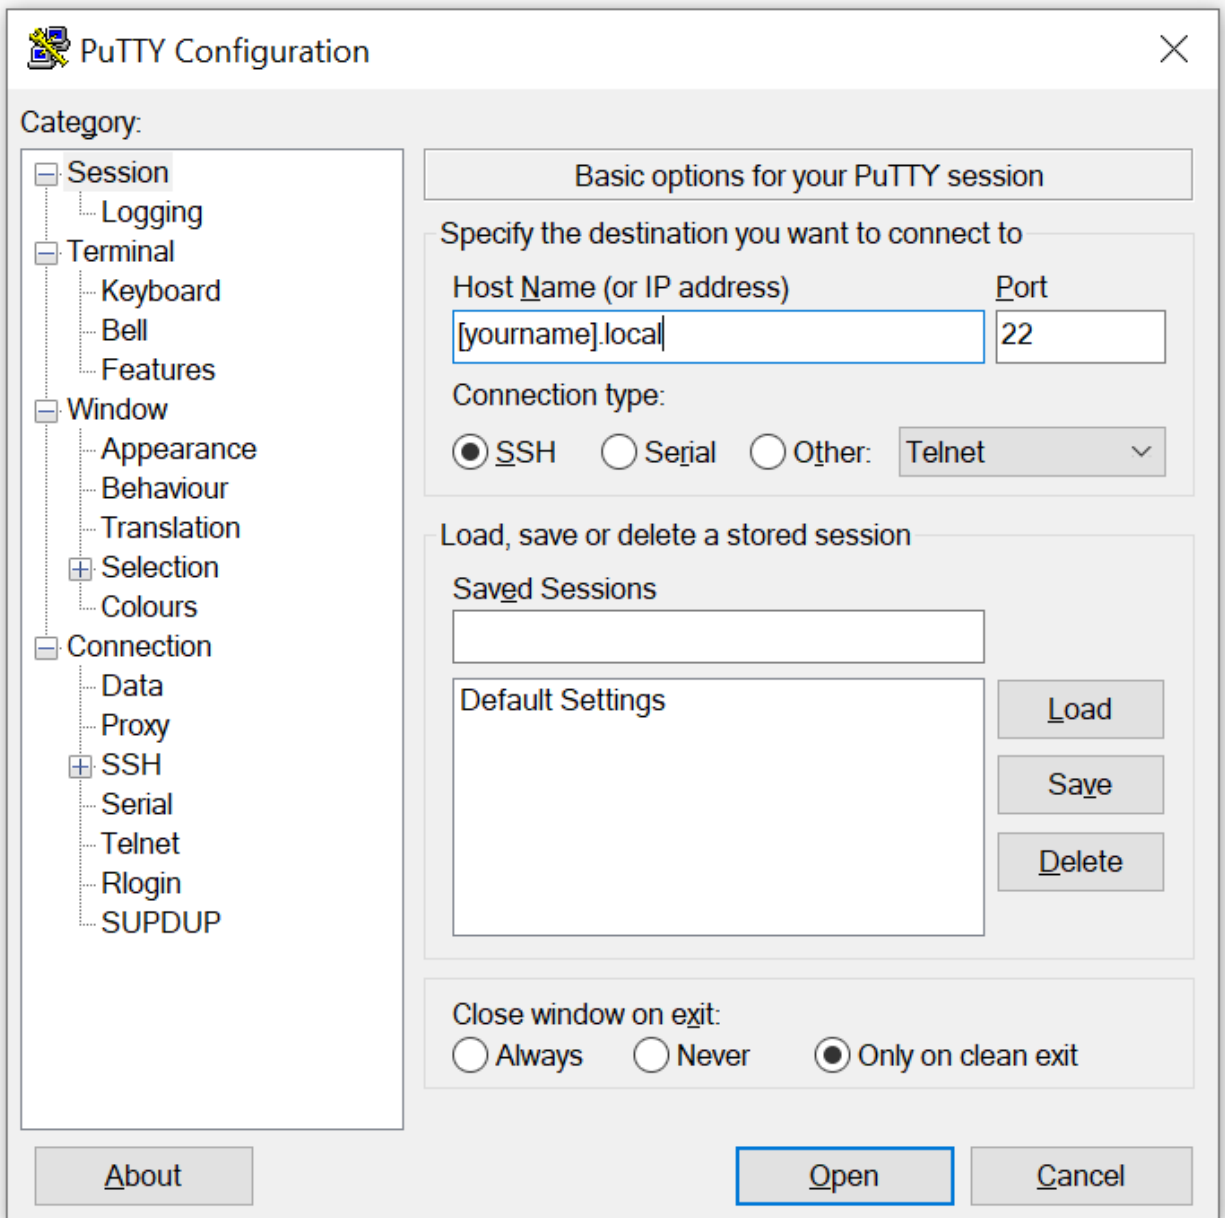 PuTTY Configuration
Category:
Session
Logging
Terminal
Keyboard
Bell
Features
Window
Appearance
Behaviour
Translation
Selection
Colours
Connection
Data
Proxy
SSH
Serial
Telnet
Rlogin
SUPDUP
Basic options for your PuTTY session
Specify the destination you want to connect to
Host Name (or IP address) Port
[yourname].local 22
Connection type:
SSH Serial Other: Telnet
Load, save or delete a stored session
Saved Sessions
Default Settings
Load
Save
Delete
Close window on exit:
Always Never Only on clean exit
About Open Cancel